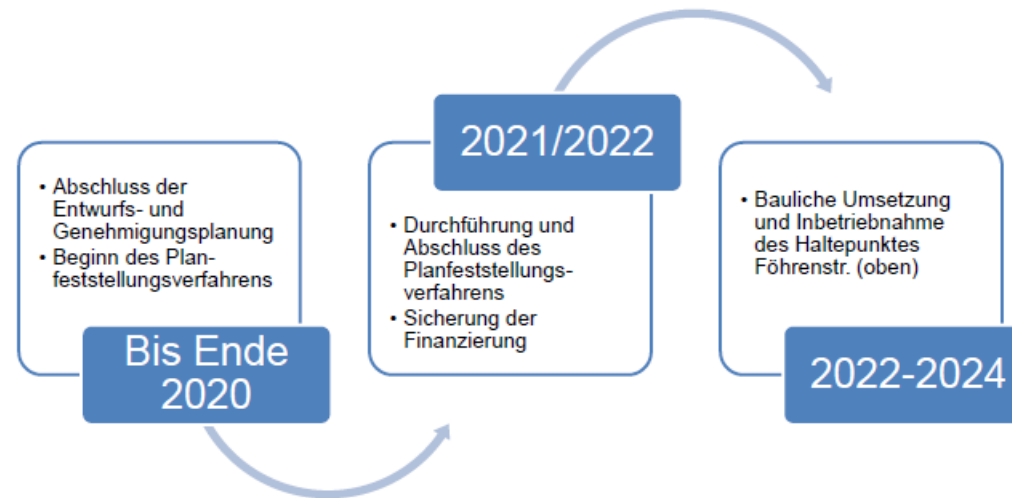 • Abschluss der
Entwurfs- und
Genehmigungsplanung
• Beginn des Plan-
feststellungsverfahrens
Bis Ende
2020
2021/2022
• Durchführung und
Abschluss des
Planfeststellungs-
verfahrens
• Sicherung der
Finanzierung
• Bauliche Umsetzung
und Inbetriebnahme
des Haltepunktes
Föhrenstr. (oben)
2022-2024